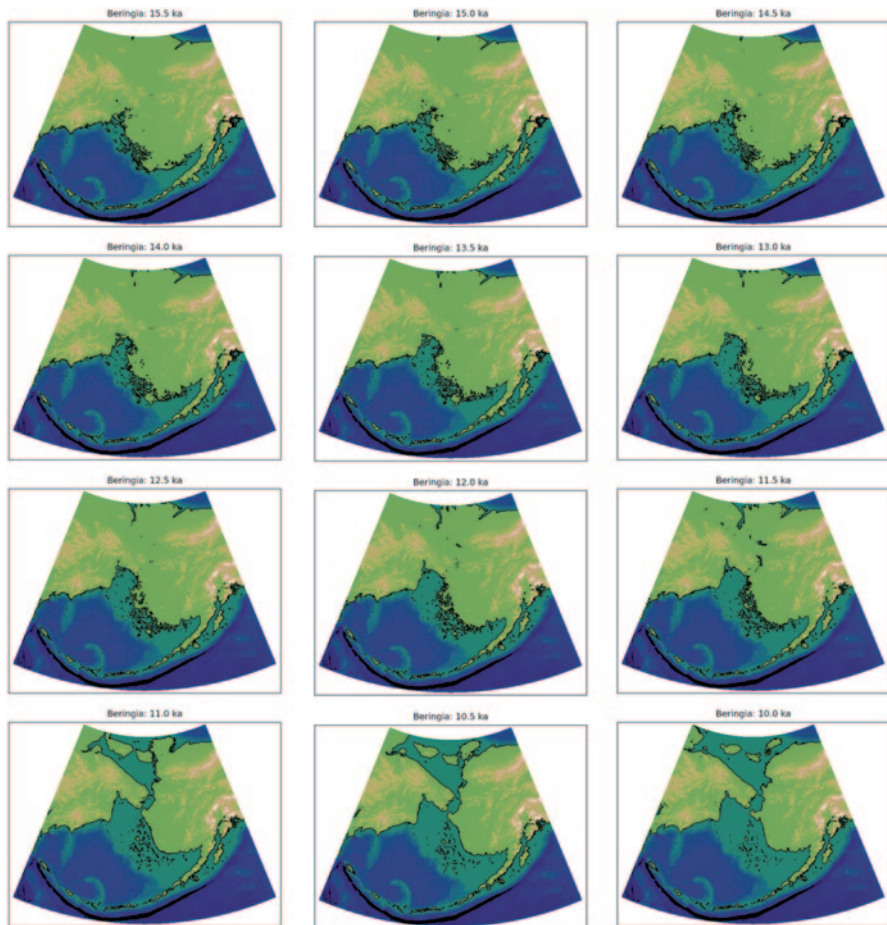 Beringia: 15.5 ka
Beringia: 15.0 ka
Beringia: 14.5 ka
Beringia: 14.0 ka
Beringia: 13.5 ka
Beringia: 13.0 ka
Beringia: 12.5 ka
Beringia: 12.0 ka
Beringia: 11.5 ka
Beringia: 11.0 ka
Beringia: 10.5 ka
Beringia: 10.0 ka